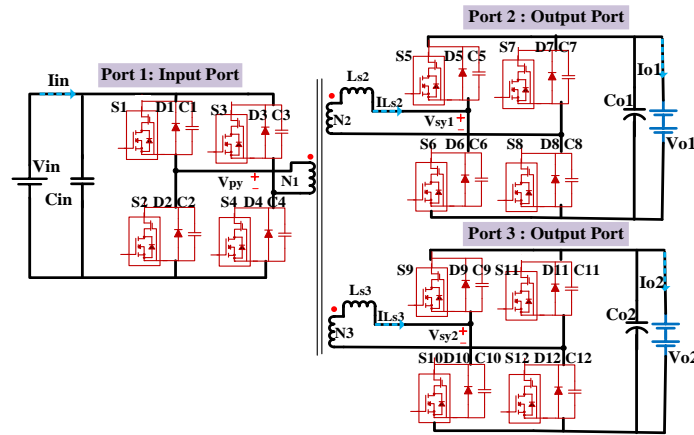 Port 2 : Output Port
S5 D5 C5 S7 D7 C7
Port 1: Input Port
Iin
Ls2
ILs2
N2
Vsy1
Co1
Io1
Vo1
S1 D1 C1 S3 D3 C3
S6 D6 C6 S8 D8 C8
Vin
Cin
Vpy
N1
S2 D2 C2 S4 D4 C4
Port 3 : Output Port
S9 D9 C9 S11 D11 C11
Ls3
ILs3
N3
Vsy2
Co2
Io2
Vo2
S10 D10 C10 S12 D12 C12